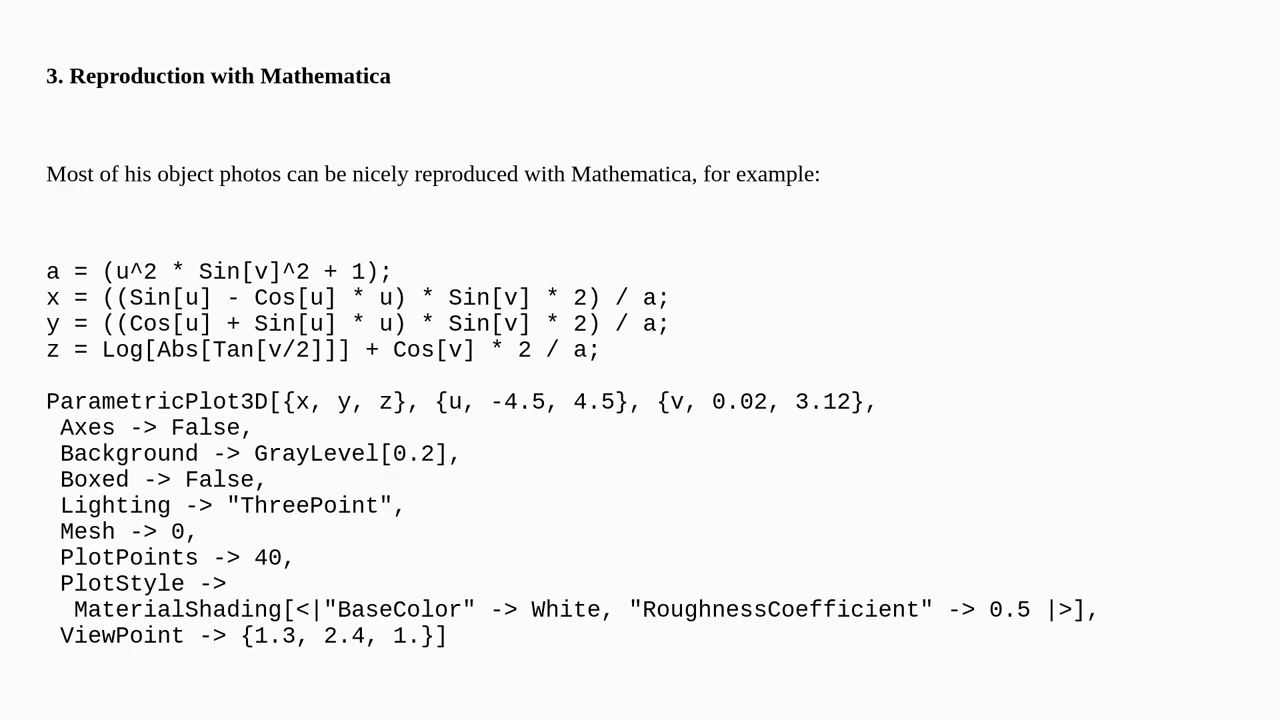 3. Reproduction with Mathematica
Most of his object photos can be nicely reproduced with Mathematica, for example:
a = (u^2 * Sin[v]^2 + 1);
x = ((Sin[u] - Cos[u] * u) * Sin[v] * 2) / a;
y = ((Cos[u] + Sin[u] * u) * Sin[v] * 2) / a;
z = Log[Abs[Tan[v/2]]] + Cos[v] * 2 / a;
ParametricPlot3D[{x, y, z}, {u, -4.5, 4.5}, {v, 0.02, 3.12},
 Axes -> False,
 Background -> GrayLevel[0.2],
 Boxed -> False,
 Lighting -> "ThreePoint",
 Mesh -> 0,
 PlotPoints -> 40,
 PlotStyle ->
  MaterialShading[<|"BaseColor" -> White, "RoughnessCoefficient" -> 0.5 |>],
 ViewPoint -> {1.3, 2.4, 1.}]